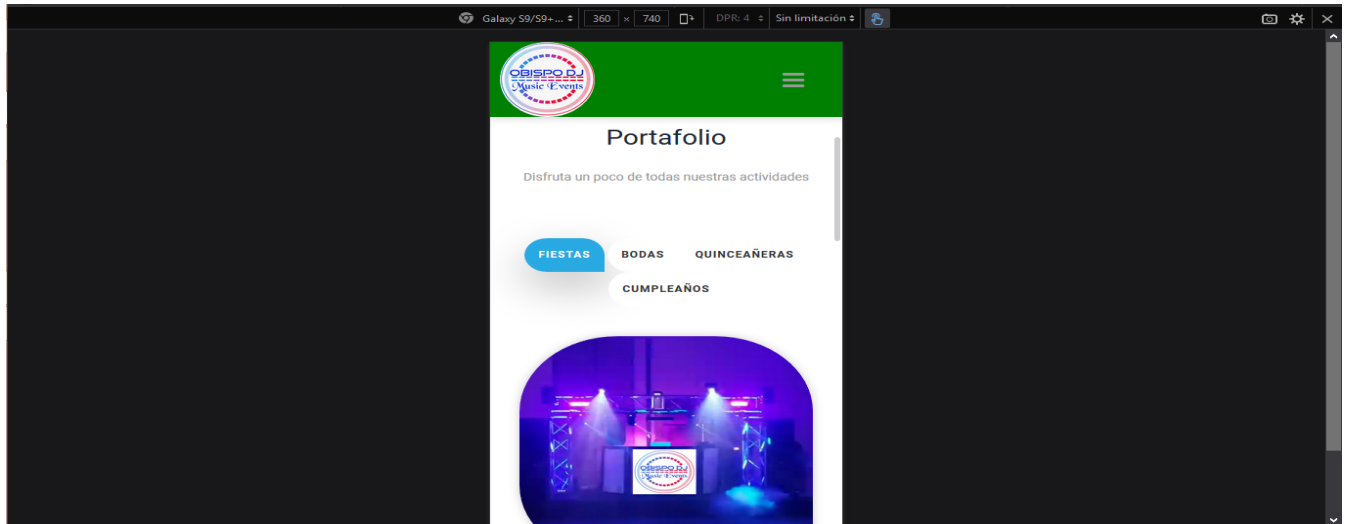 Galaxy S9/S9+... 360 × 740 DPR: 4 Sin limitación
OBISPO DJ
Music Events
Portafolio
Disfruta un poco de todas nuestras actividades
FIESTAS BODAS QUINCEAÑERAS
CUMPLEAÑOS
OBISPO DJ
Music Events